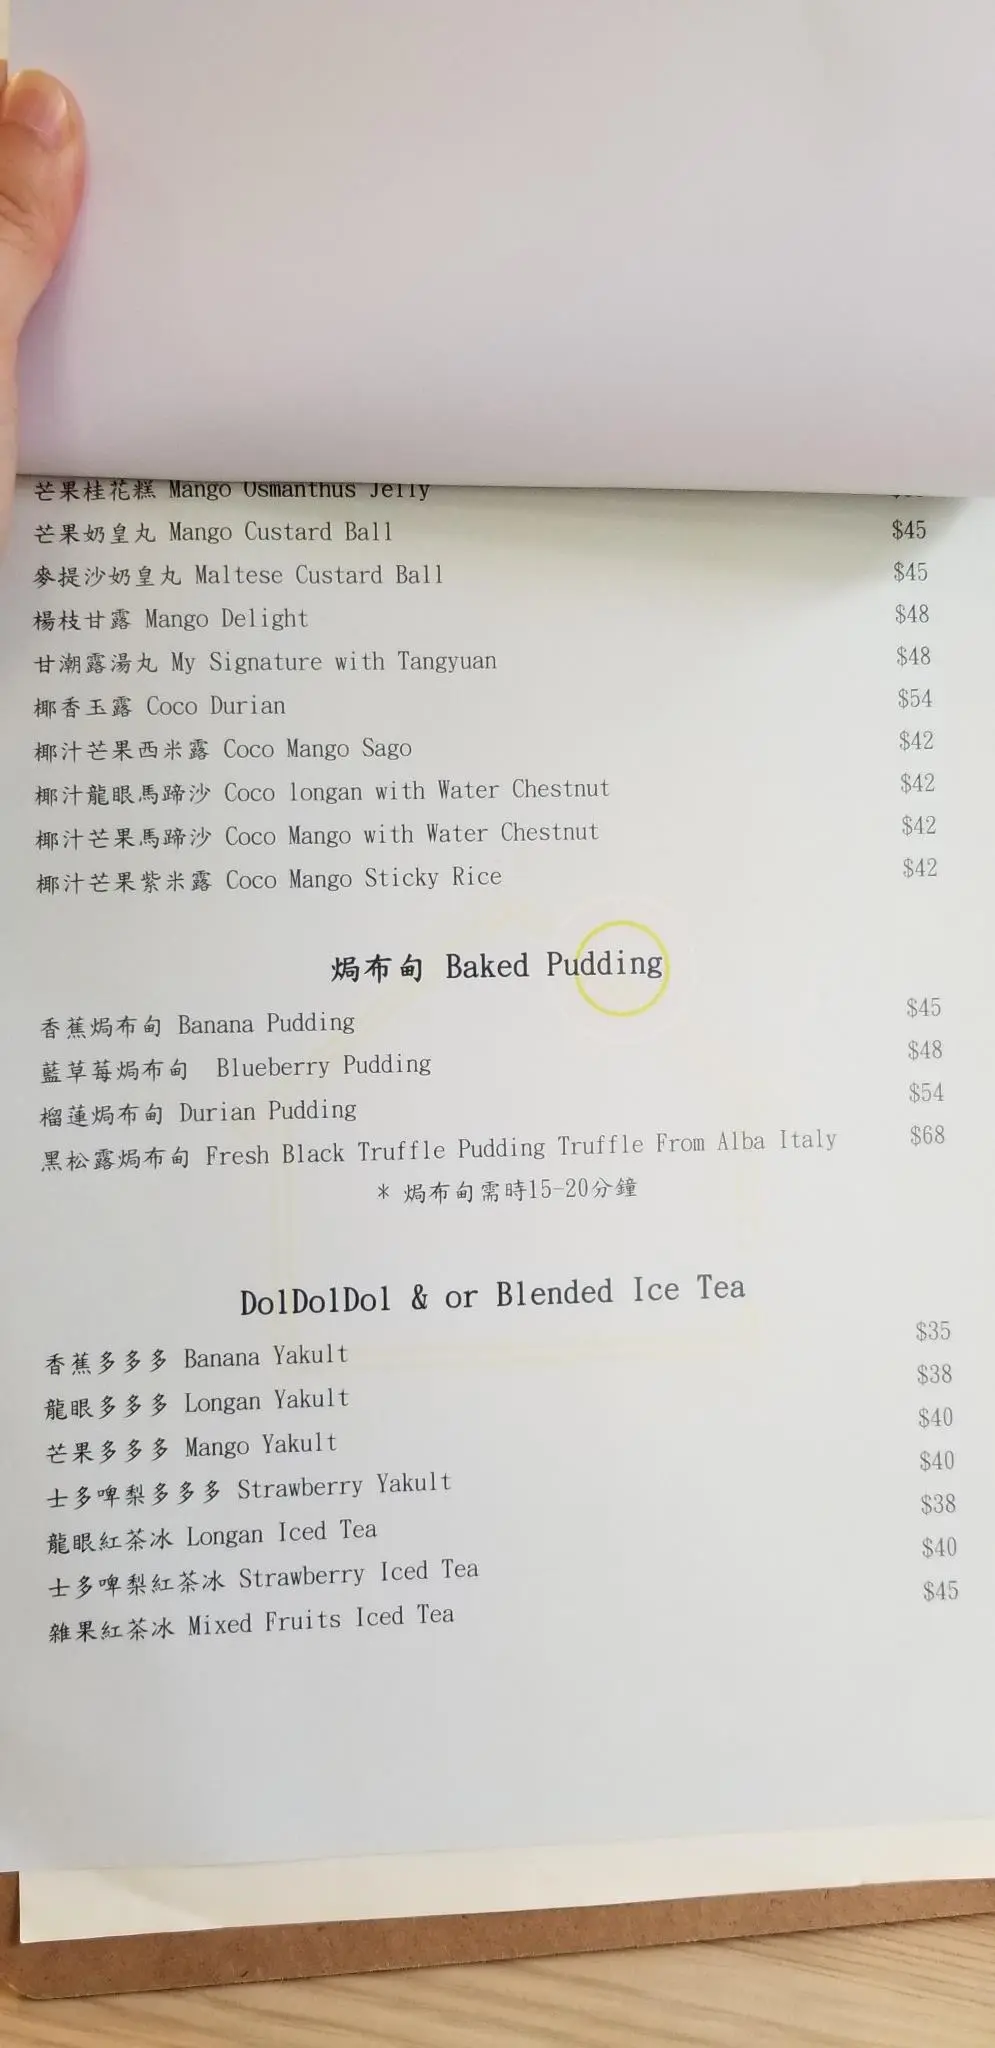 芒果桂花糕 Mango Osmanthus Jelly
芒果奶皇丸 Mango Custard Ball $45
麥提沙奶皇丸 Maltese Custard Ball $45
楊枝甘露 Mango Delight $48
甘潮露湯丸 My Signature with Tangyuan $48
椰香玉露 Coco Durian $54
椰汁芒果西米露 Coco Mango Sago $42
椰汁龍眼馬蹄沙 Coco longan with Water Chestnut $42
椰汁芒果馬蹄沙 Coco Mango with Water Chestnut $42
椰汁芒果紫米露 Coco Mango Sticky Rice $42
焗布甸 Baked Pudding
香蕉焗布甸 Banana Pudding $45
藍草莓焗布甸 Blueberry Pudding $48
榴蓮焗布甸 Durian Pudding $54
黑松露焗布甸 Fresh Black Truffle Pudding Truffle From Alba Italy $68
* 焗布甸需時15-20分鐘
DolDolDol & or Blended Ice Tea
香蕉多多多 Banana Yakult $35
龍眼多多多 Longan Yakult $38
芒果多多多 Mango Yakult $40
士多啤梨多多多 Strawberry Yakult $40
龍眼紅茶冰 Longan Iced Tea $38
士多啤梨紅茶冰 Strawberry Iced Tea $40
雜果紅茶冰 Mixed Fruits Iced Tea $45